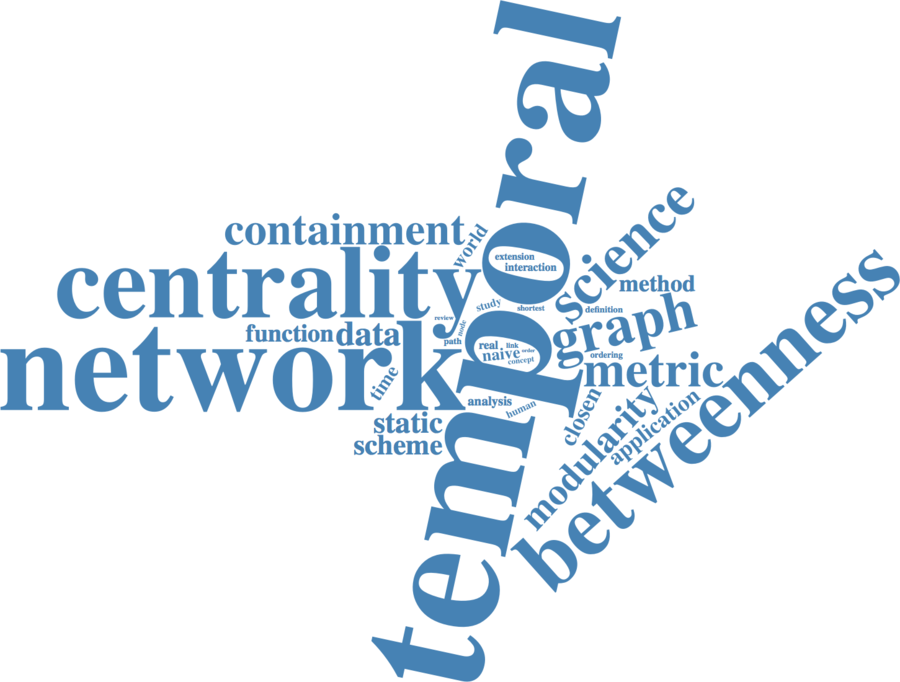 temporal
containment
world
science
extension
interaction
centrality
method
study
shortest
definition
review
node
graph
function
data
path
real
link
naive
concept
ordering
network
time
metric
analysis
human
closen
static
scheme
modularity
application
betweenness